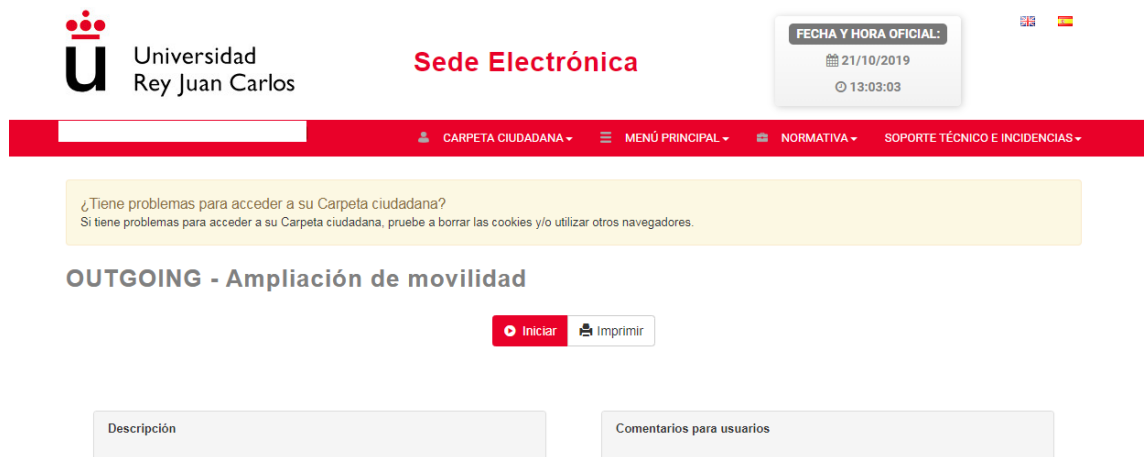 Universidad
Rey Juan Carlos
Sede Electrónica
FECHA Y HORA OFICIAL:
21/10/2019
13:03:03
CARPETA CIUDADANA
MENÚ PRINCIPAL
NORMATIVA
SOPORTE TÉCNICO E INCIDENCIAS
¿Tiene problemas para acceder a su Carpeta ciudadana?
Si tiene problemas para acceder a su Carpeta ciudadana, pruebe a borrar las cookies y/o utilizar otros navegadores.
OUTGOING - Ampliación de movilidad
Iniciar
Imprimir
Descripción
Comentarios para usuarios